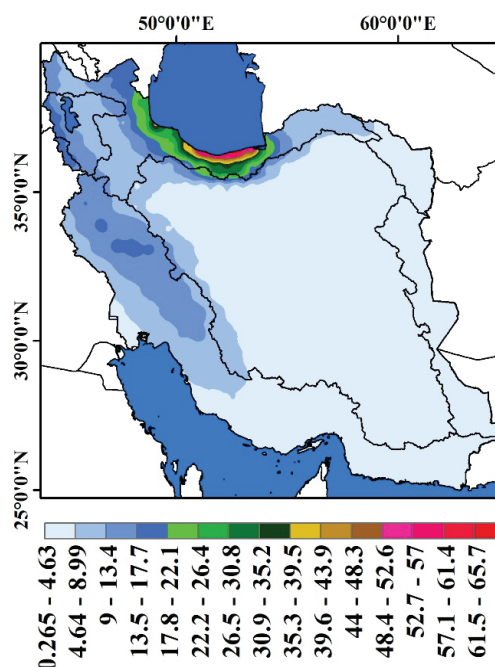 50°0'0"E 60°0'0"E
35°0'0"N
30°0'0"N
25°0'0"N
0.265 - 4.63
4.64 - 8.99
9 - 13.4
13.5 - 17.7
17.8 - 22.1
22.2 - 26.4
26.5 - 30.8
30.9 - 35.2
35.3 - 39.5
39.6 - 43.9
44 - 48.3
48.4 - 52.6
52.7 - 57
57.1 - 61.4
61.5 - 65.7